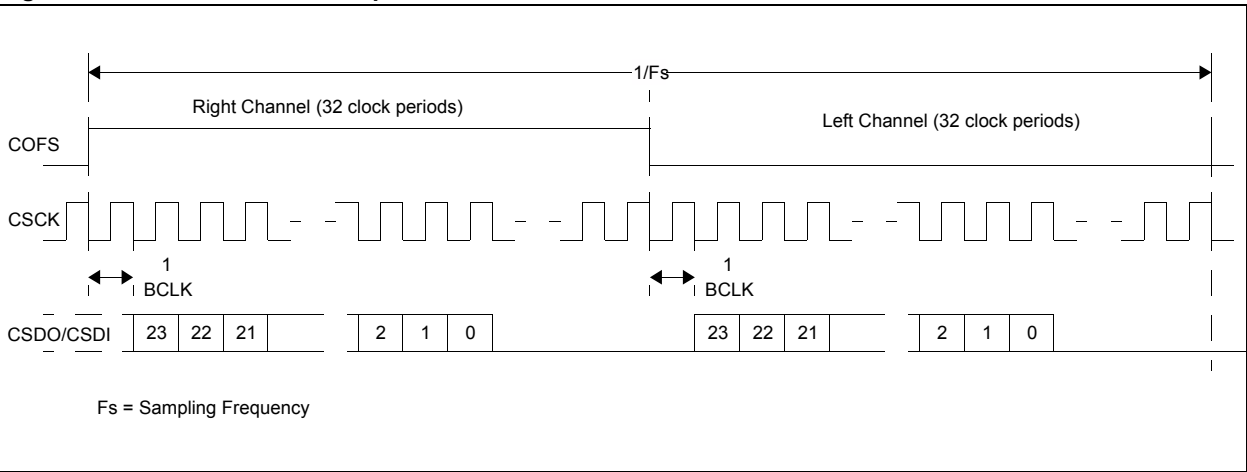 1/Fs
Right Channel (32 clock periods)
Left Channel (32 clock periods)
COFS
CSCK
1
BCLK
1
BCLK
CSDO/CSDI
23 22 21 2 1 0 23 22 21 2 1 0
Fs = Sampling Frequency